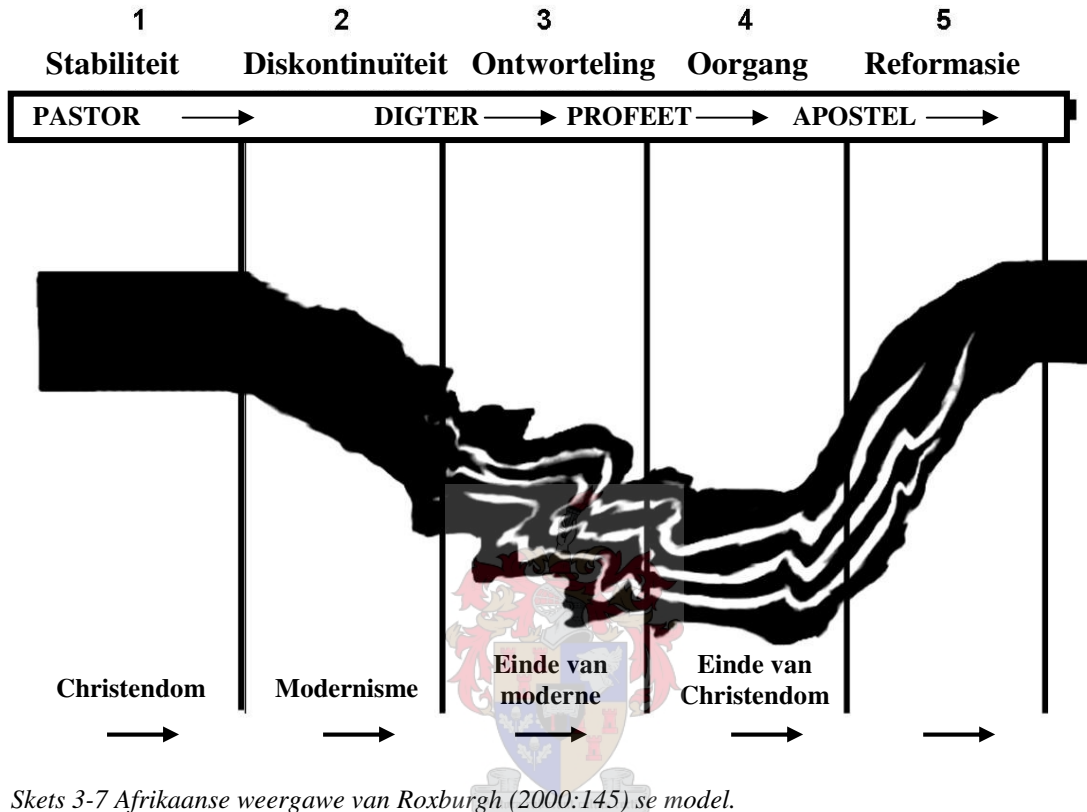 1 2 3 4 5
Stabiliteit Diskontinuïteit Ontworteling Oorgang Reformasie
PASTOR DIGTER PROFEET APOSTEL
Christendom Modernisme Einde van moderne Einde van Christendom
Skets 3-7 Afrikaanse weergawe van Roxburgh (2000:145) se model.